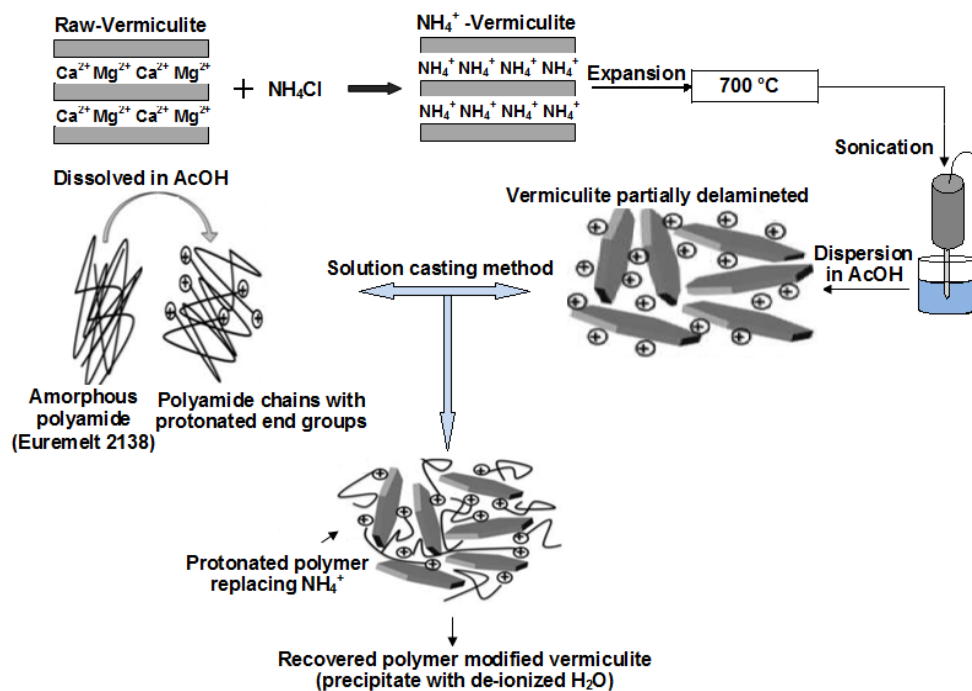 Raw-Vermiculite
Ca²⁺ Mg²⁺ Ca²⁺ Mg²⁺
Ca²⁺ Mg²⁺ Ca²⁺ Mg²⁺
+
NH₄Cl
NH₄⁺ -Vermiculite
NH₄⁺ NH₄⁺ NH₄⁺ NH₄⁺
NH₄⁺ NH₄⁺ NH₄⁺ NH₄⁺
Expansion
700 °C
Sonication
Dissolved in AcOH
Vermiculite partially delamineted
Dispersion
in AcOH
Solution casting method
Amorphous
polyamide
(Euremelt 2138)
Polyamide chains with
protonated end groups
Protonated polymer
replacing NH₄⁺
Recovered polymer modified vermiculite
(precipitate with de-ionized H₂O)